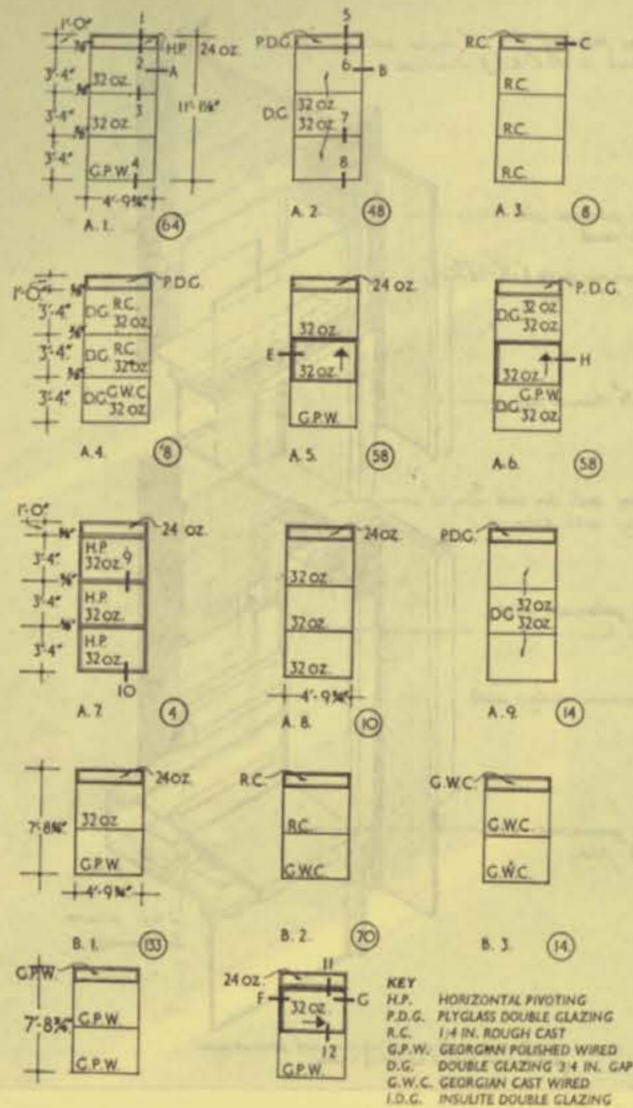 1 5
1'-0" H.P. 24 OZ. P.D.G. R.C. C
3'-4" 2 A 6 B
32 OZ. R.C.
3'-4" 3 11'-1⅛" D.G. 32 OZ.
32 OZ. 32 OZ. 7 R.C.
3'-4" G.P.W. 4 8 R.C.
4'-9¾"
A. 1. 64 A. 2. 48 A. 3. 8
P.D.G. 24 OZ. P.D.G.
1'-0"
3'-4" D.G. R.C. 32 OZ. D.G. 32 OZ. 32 OZ.
32 OZ.
3'-4" D.G. R.C. 32 OZ. E 32 OZ. 32 OZ. H
3'-4" D.G. G.W.C. 32 OZ. G.P.W. D.G. G.P.W. 32 OZ.
A. 4. 8 A. 5. 58 A. 6. 58
1'-0" 24 OZ. 24 OZ. P.D.G.
3'-4" H.P. 32 OZ. 9 32 OZ.
3'-4" H.P. 32 OZ. 32 OZ. D.G. 32 OZ. 32 OZ.
3'-4" H.P. 32 OZ. 32 OZ.
10 4'-9¾"
A. 7. 4 A. 8. 10 A. 9. 14
24 OZ. R.C. G.W.C.
7'-8¾" 32 OZ. R.C. G.W.C.
G.P.W. G.W.C. G.W.C.
4'-9¾"
B. 1. 133 B. 2. 70 B. 3. 14
G.P.W. 24 OZ. 11
7'-8¾" G.P.W. F 32 OZ. G
G.P.W. 12
G.P.W.
KEY
H.P. HORIZONTAL PIVOTING
P.D.G. PLYGLASS DOUBLE GLAZING
R.C. 1/4 IN. ROUGH CAST
G.P.W. GEORGIAN POLISHED WIRED
D.G. DOUBLE GLAZING 3/4 IN. GAP
G.W.C. GEORGIAN CAST WIRED
I.D.G. INSULITE DOUBLE GLAZING